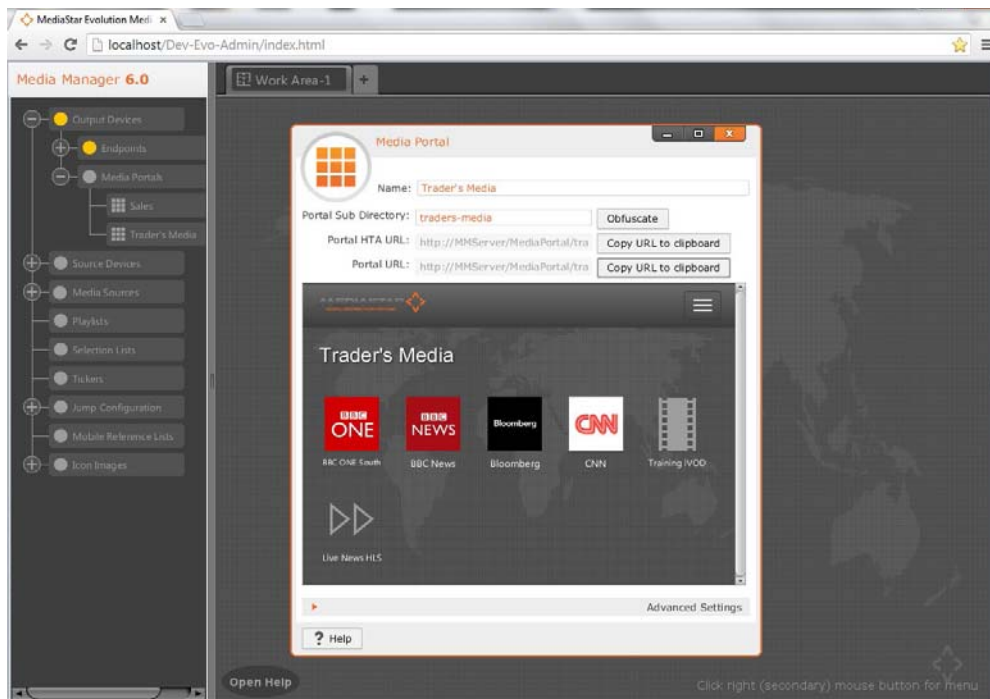 MediaStar Evolution Medi
localhost/Dev-Evo-Admin/index.html
Media Manager 6.0
Work Area-1
Output Devices
Endpoints
Media Portals
Sales
Trader's Media
Source Devices
Media Sources
Playlists
Selection Lists
Tickers
Jump Configuration
Mobile Reference Lists
Icon Images
Media Portal
Name: Trader's Media
Portal Sub Directory: traders-media Obfuscate
Portal HTA URL: http://MMServer/MediaPortal/tra Copy URL to clipboard
Portal URL: http://MMServer/MediaPortal/tra Copy URL to clipboard
MEDIASTAR
Trader's Media
BBC ONE
BBC NEWS
Bloomberg
CNN
BBC ONE South
BBC News
Bloomberg
CNN
Training IVOD
Live News HLS
Advanced Settings
? Help
Open Help
Click right (secondary) mouse button for menu